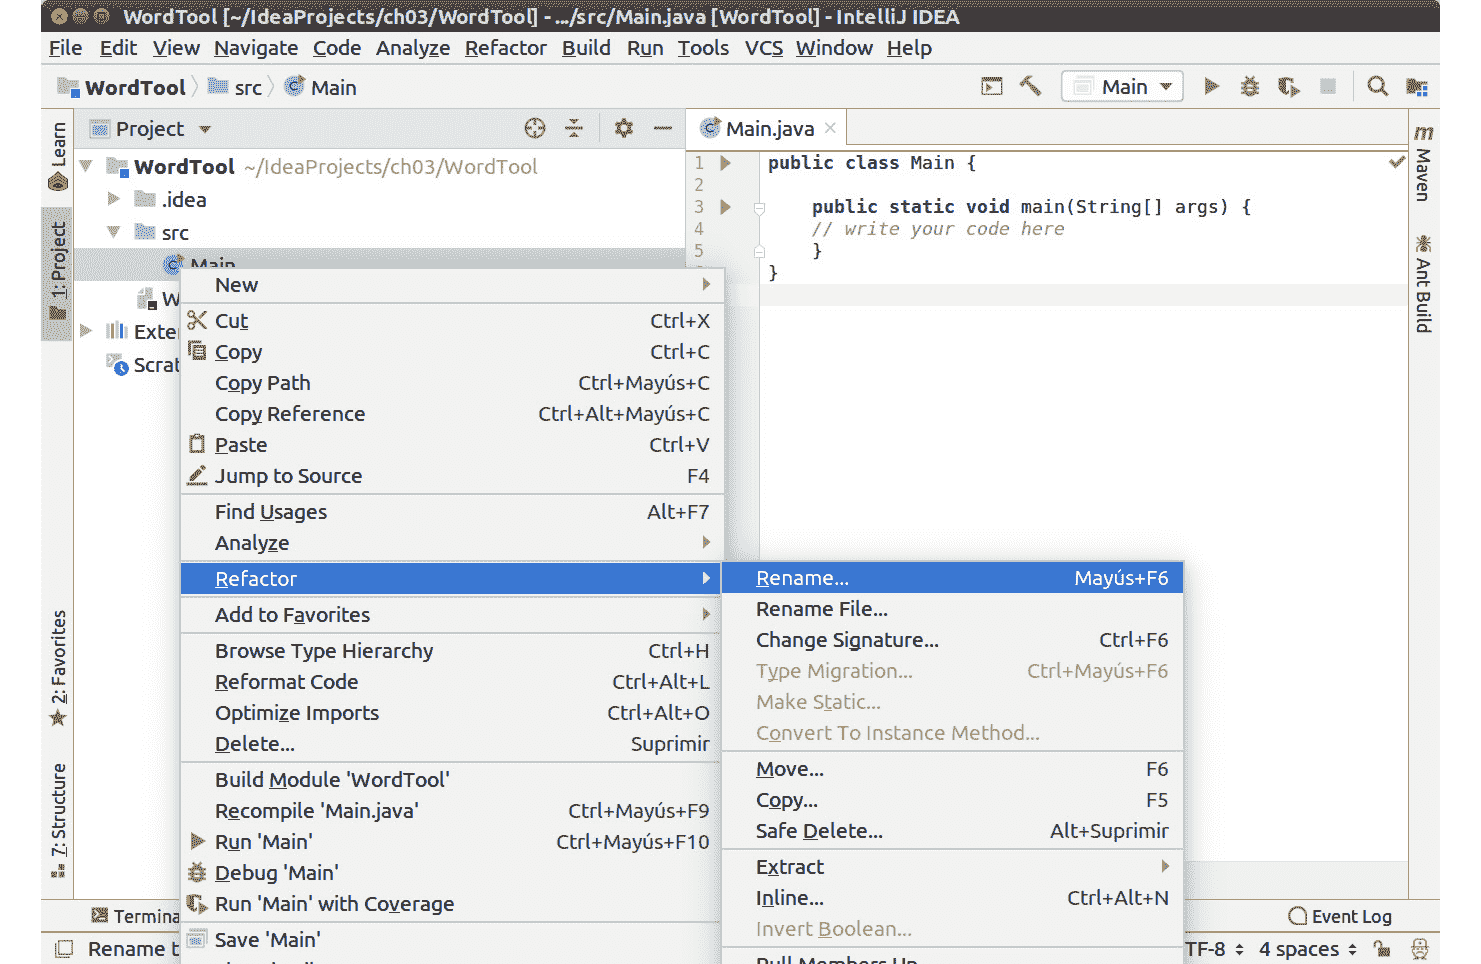 WordTool [~/IdeaProjects/ch03/WordTool] - .../src/Main.java [WordTool] - IntelliJ IDEA
File Edit View Navigate Code Analyze Refactor Build Run Tools VCS Window Help
WordTool src Main
Main
Learn
1: Project
2: Favorites
7: Structure
Project
WordTool ~/IdeaProjects/ch03/WordTool
.idea
src
Main
W
Exter
Scrat
Main.java
1 public class Main {
2
3 public static void main(String[] args) {
4 // write your code here
5 }
}
Maven
Ant Build
New
Cut Ctrl+X
Copy Ctrl+C
Copy Path Ctrl+Mayús+C
Copy Reference Ctrl+Alt+Mayús+C
Paste Ctrl+V
Jump to Source F4
Find Usages Alt+F7
Analyze
Refactor
Add to Favorites
Browse Type Hierarchy Ctrl+H
Reformat Code Ctrl+Alt+L
Optimize Imports Ctrl+Alt+O
Delete... Suprimir
Build Module 'WordTool'
Recompile 'Main.java' Ctrl+Mayús+F9
Run 'Main' Ctrl+Mayús+F10
Debug 'Main'
Run 'Main' with Coverage
Save 'Main'
Rename... Mayús+F6
Rename File...
Change Signature... Ctrl+F6
Type Migration... Ctrl+Mayús+F6
Make Static...
Convert To Instance Method...
Move... F6
Copy... F5
Safe Delete... Alt+Suprimir
Extract
Inline... Ctrl+Alt+N
Invert Boolean...
Pull Members Up
Termina
Event Log
Rename t
TF-8 4 spaces